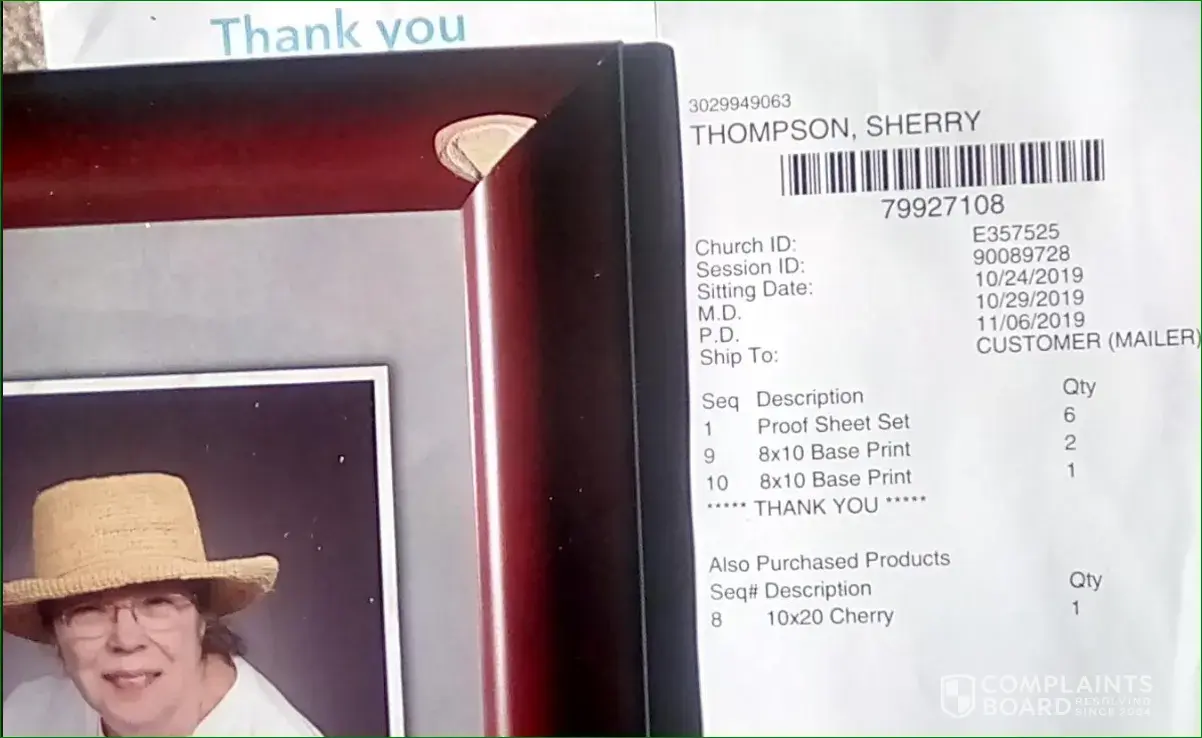 Thank you
3029949063
THOMPSON, SHERRY
79927108
Church ID: E357525
Session ID: 90089728
Sitting Date: 10/24/2019
M.D. 10/29/2019
P.D. 11/06/2019
Ship To: CUSTOMER (MAILER)
Seq Description Qty
1 Proof Sheet Set 6
9 8x10 Base Print 2
10 8x10 Base Print 1
***** THANK YOU *****
Also Purchased Products
Seq# Description Qty
8 10x20 Cherry 1
COMPLAINTS
BOARD RESOLVING
SINCE 2004